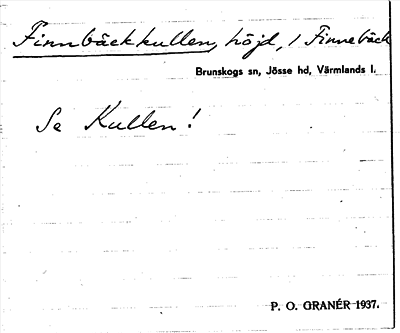 Finnbäckkullen, höjd, i Finnebäck
Brunskogs sn, Jösse hd, Värmlands l.
Se Kullen!
P. O. GRANÉR 1937.